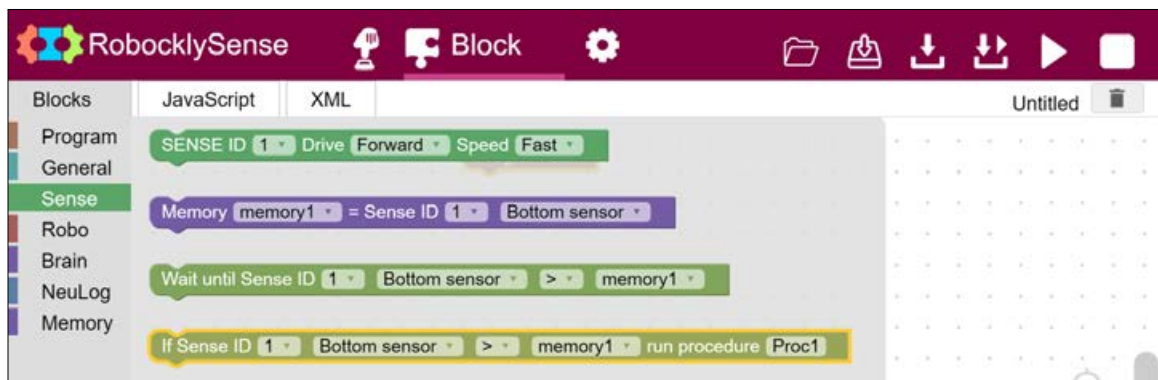 RobocklySense Block
Blocks JavaScript XML Untitled
Program
General
Sense
Robo
Brain
NeuLog
Memory
SENSE ID 1 Drive Forward Speed Fast
Memory memory1 = Sense ID 1 Bottom sensor
Wait until Sense ID 1 Bottom sensor > memory1
If Sense ID 1 Bottom sensor > memory1 run procedure Proc1